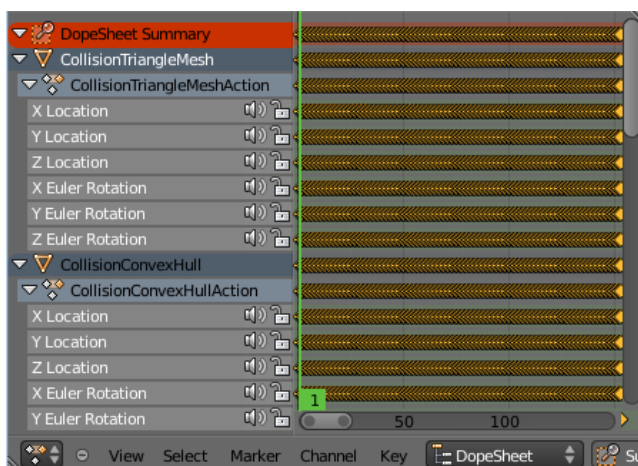 DopeSheet Summary
CollisionTriangleMesh
CollisionTriangleMeshAction
X Location
Y Location
Z Location
X Euler Rotation
Y Euler Rotation
Z Euler Rotation
CollisionConvexHull
CollisionConvexHullAction
X Location
Y Location
Z Location
X Euler Rotation
Y Euler Rotation
1
50 100
View Select Marker Channel Key DopeSheet